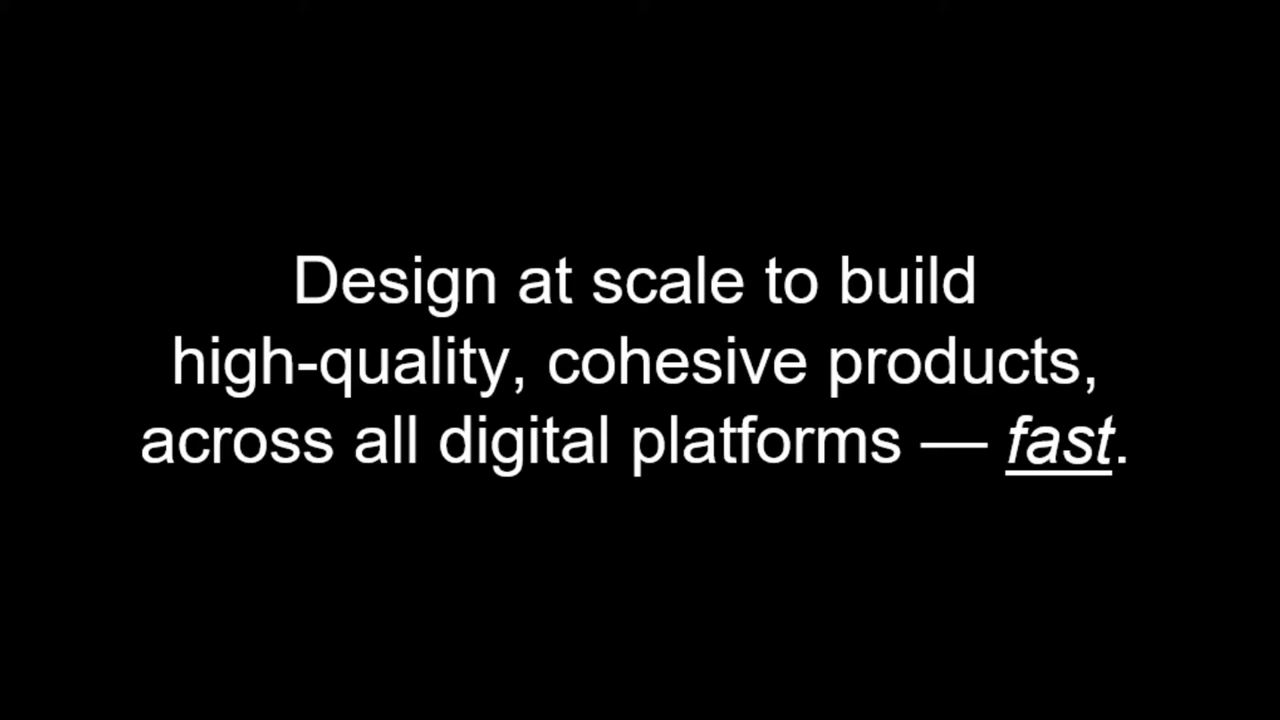 Design at scale to build
high-quality, cohesive products,
across all digital platforms — fast.